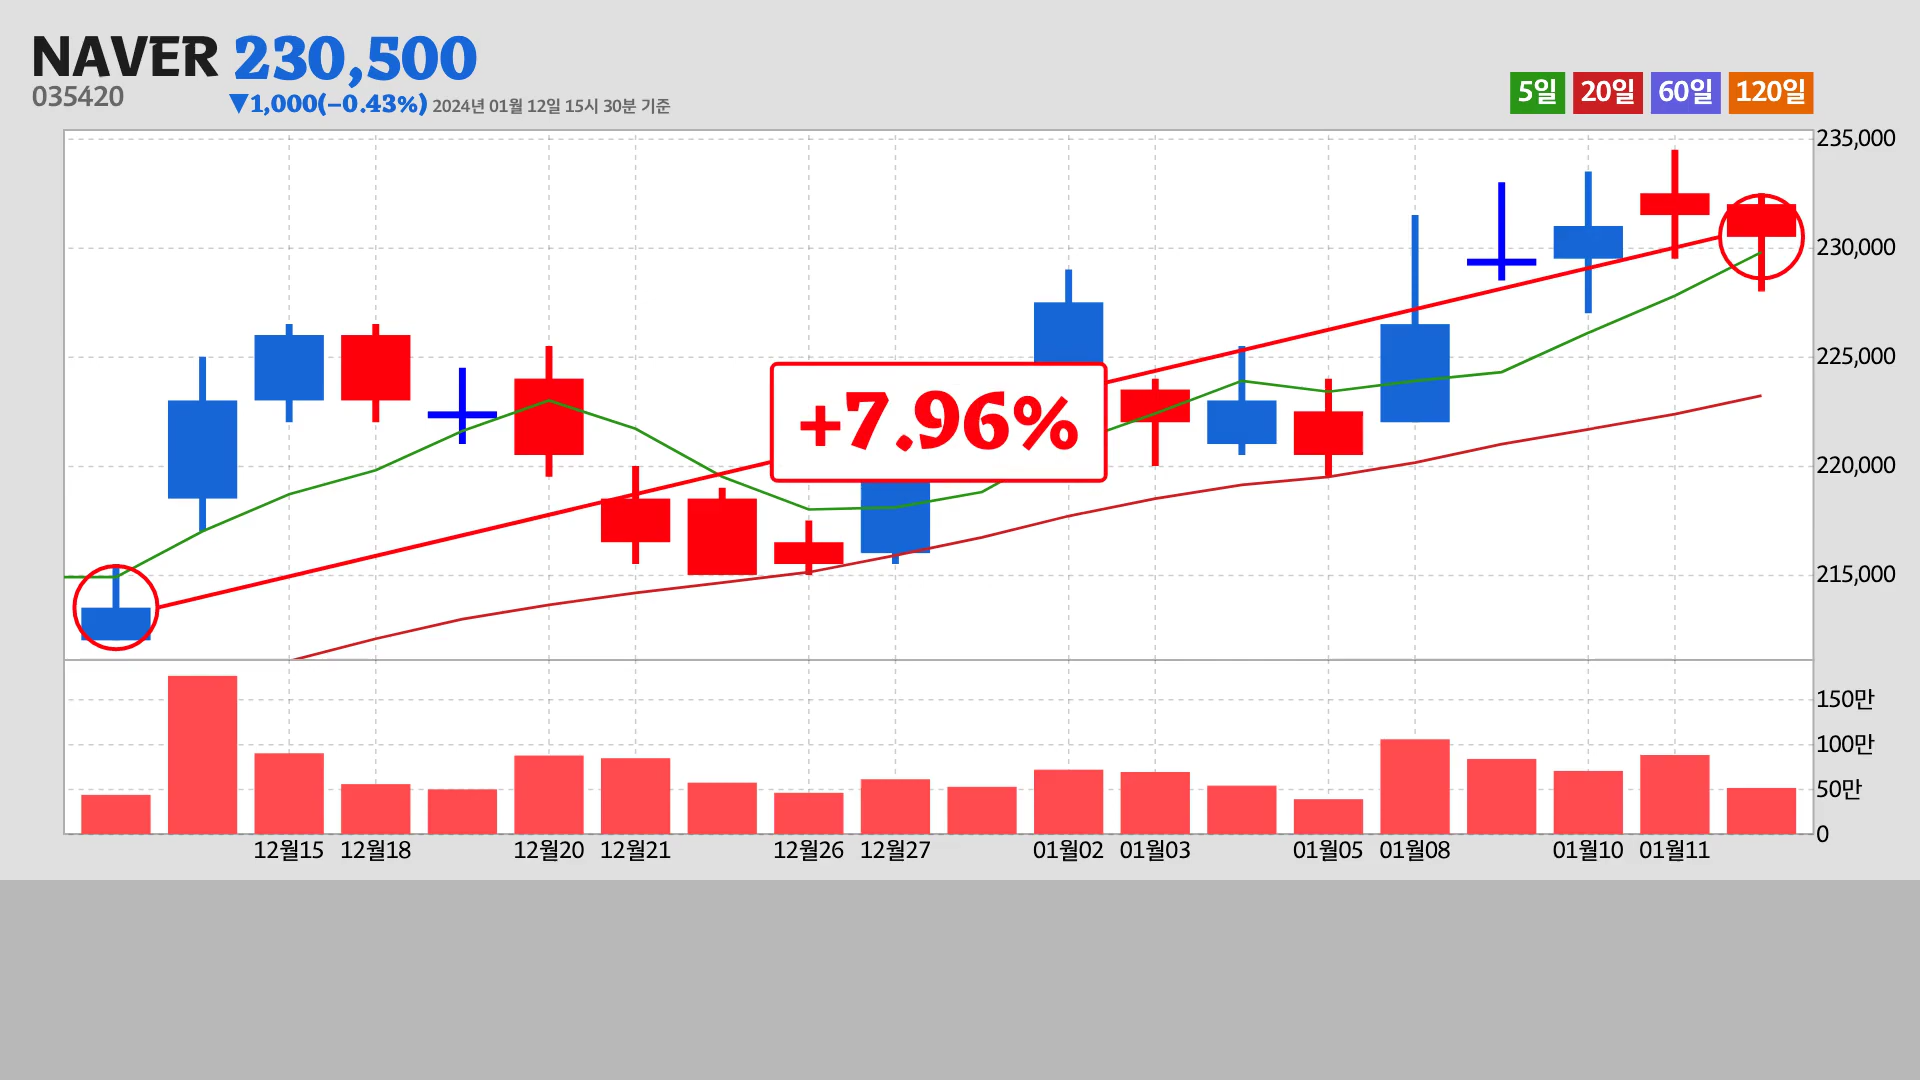 NAVER 230,500
035420
▼1,000(−0.43%) 2024년 01월 12일 15시 30분 기준
5일 20일 60일 120일
235,000
230,000
225,000
220,000
215,000
+7.96%
150만
100만
50만
0
12월15 12월18 12월20 12월21 12월26 12월27 01월02 01월03 01월05 01월08 01월10 01월11